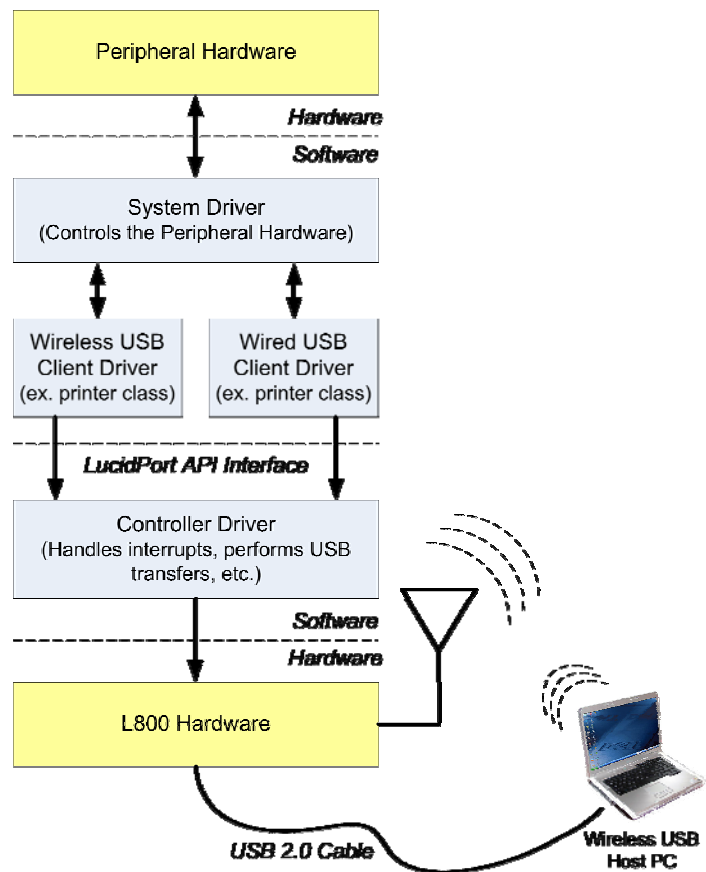 Peripheral Hardware
Hardware
Software
System Driver
(Controls the Peripheral Hardware)
Wireless USB
Client Driver
(ex. printer class)
Wired USB
Client Driver
(ex. printer class)
LucidPort API Interface
Controller Driver
(Handles interrupts, performs USB
transfers, etc.)
Software
Hardware
L800 Hardware
USB 2.0 Cable
Wireless USB
Host PC